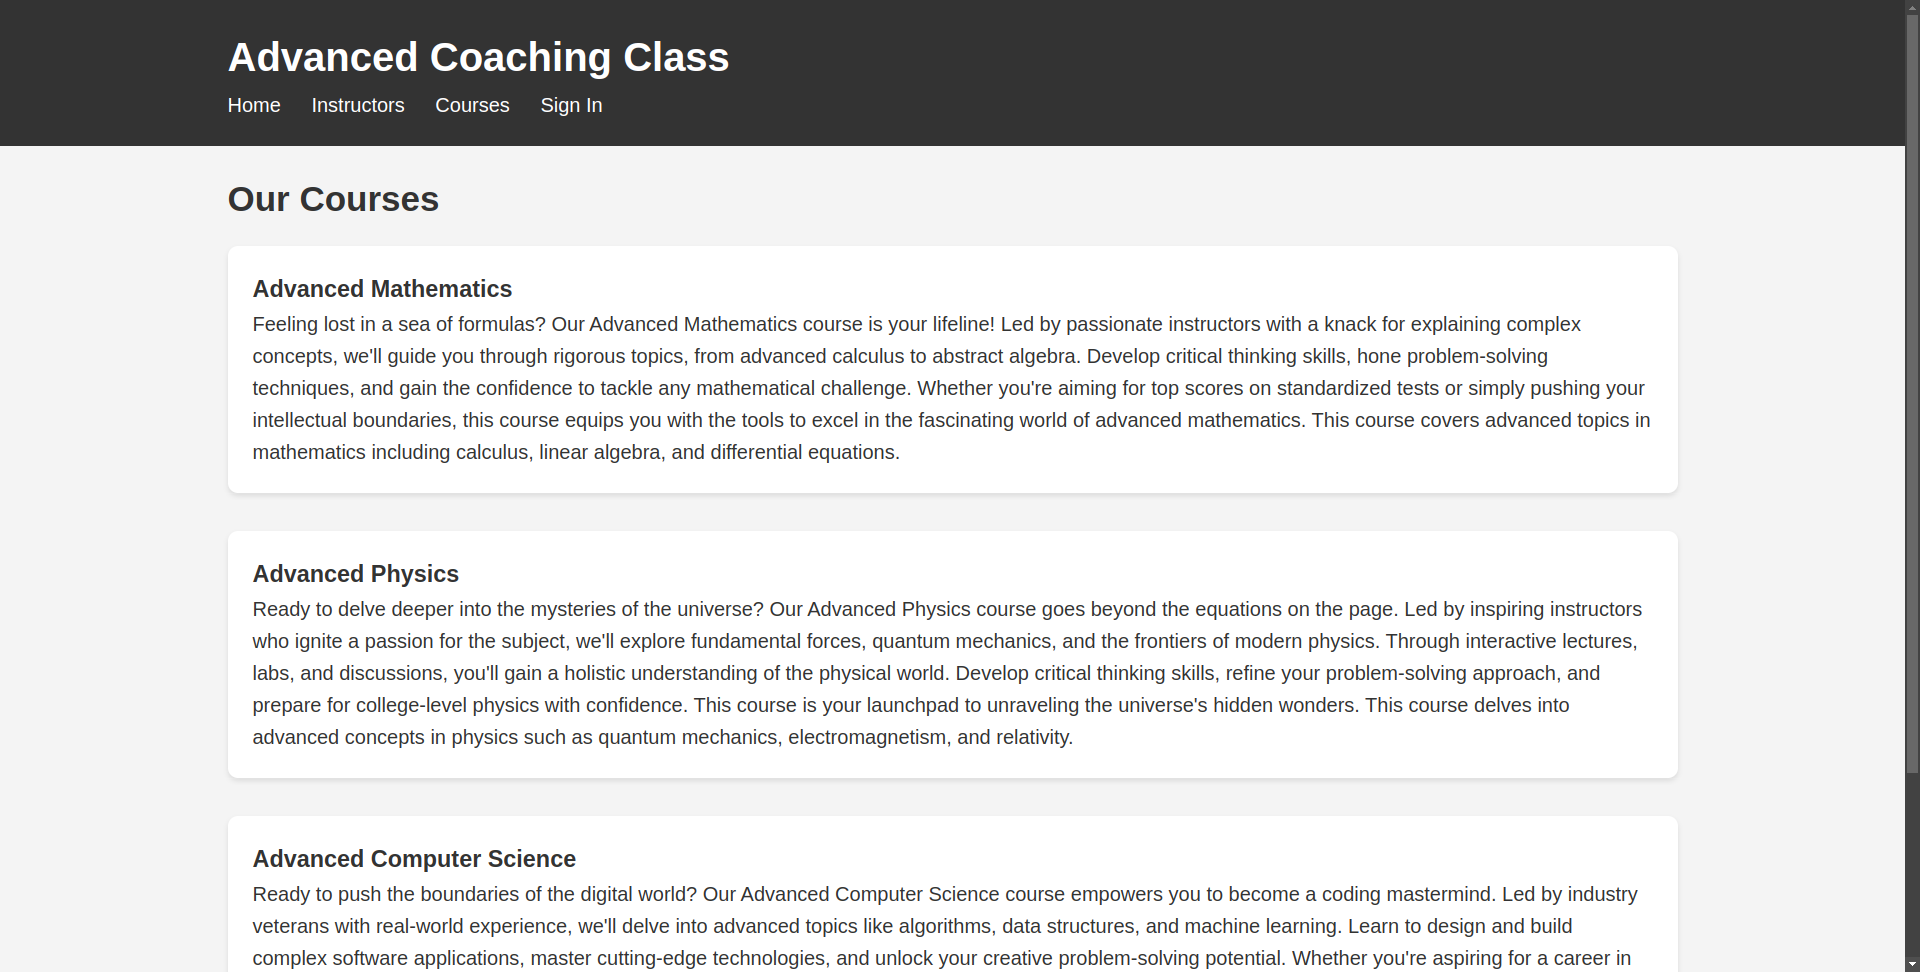 Advanced Coaching Class
Home Instructors Courses Sign In
Our Courses
Advanced Mathematics
Feeling lost in a sea of formulas? Our Advanced Mathematics course is your lifeline! Led by passionate instructors with a knack for explaining complex
concepts, we'll guide you through rigorous topics, from advanced calculus to abstract algebra. Develop critical thinking skills, hone problem-solving
techniques, and gain the confidence to tackle any mathematical challenge. Whether you're aiming for top scores on standardized tests or simply pushing your
intellectual boundaries, this course equips you with the tools to excel in the fascinating world of advanced mathematics. This course covers advanced topics in
mathematics including calculus, linear algebra, and differential equations.
Advanced Physics
Ready to delve deeper into the mysteries of the universe? Our Advanced Physics course goes beyond the equations on the page. Led by inspiring instructors
who ignite a passion for the subject, we'll explore fundamental forces, quantum mechanics, and the frontiers of modern physics. Through interactive lectures,
labs, and discussions, you'll gain a holistic understanding of the physical world. Develop critical thinking skills, refine your problem-solving approach, and
prepare for college-level physics with confidence. This course is your launchpad to unraveling the universe's hidden wonders. This course delves into
advanced concepts in physics such as quantum mechanics, electromagnetism, and relativity.
Advanced Computer Science
Ready to push the boundaries of the digital world? Our Advanced Computer Science course empowers you to become a coding mastermind. Led by industry
veterans with real-world experience, we'll delve into advanced topics like algorithms, data structures, and machine learning. Learn to design and build
complex software applications, master cutting-edge technologies, and unlock your creative problem-solving potential. Whether you're aspiring for a career in